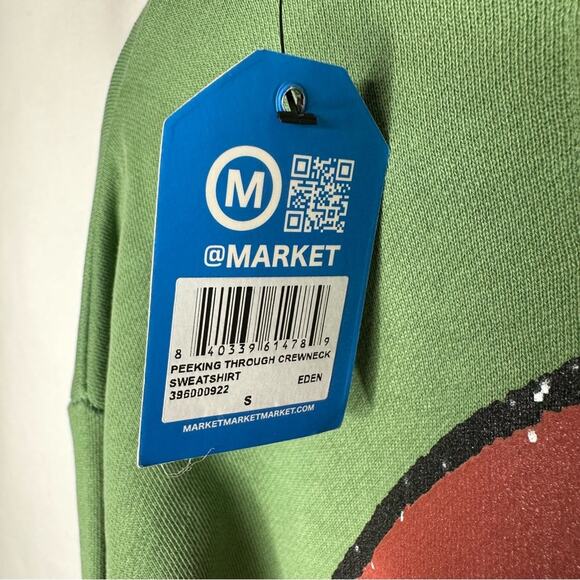 M
@MARKET
8 40339 61478 9
PEEKING THROUGH CREWNECK
SWEATSHIRT
396000922 EDEN
S
MARKETMARKETMARKET.COM